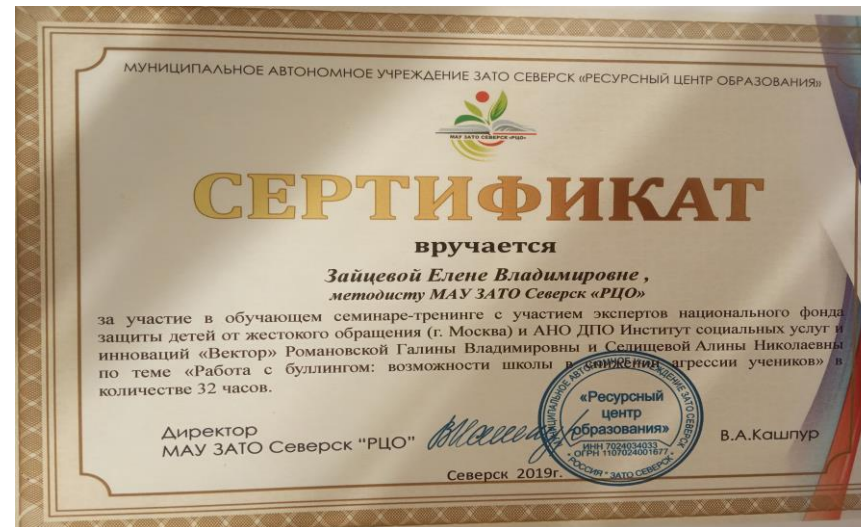 МУНИЦИПАЛЬНОЕ АВТОНОМНОЕ УЧРЕЖДЕНИЕ ЗАТО СЕВЕРСК «РЕСУРСНЫЙ ЦЕНТР ОБРАЗОВАНИЯ»
МАУ ЗАТО СЕВЕРСК «РЦО»
СЕРТИФИКАТ
вручается
Зайцевой Елене Владимировне ,
методисту МАУ ЗАТО Северск «РЦО»
за участие в обучающем семинаре-тренинге с участием экспертов национального фонда
защиты детей от жестокого обращения (г. Москва) и АНО ДПО Институт социальных услуг и
инноваций «Вектор» Романовской Галины Владимировны и Селищевой Алины Николаевны
по теме «Работа с буллингом: возможности школы в снижении агрессии учеников» в
количестве 32 часов.
Директор
МАУ ЗАТО Северск "РЦО"
В.А.Кашпур
«Ресурсный
центр
образования»
ИНН 7024034033
ОГРН 1107024001677
РОССИЯ * ЗАТО СЕВЕРСК
Северск 2019г.